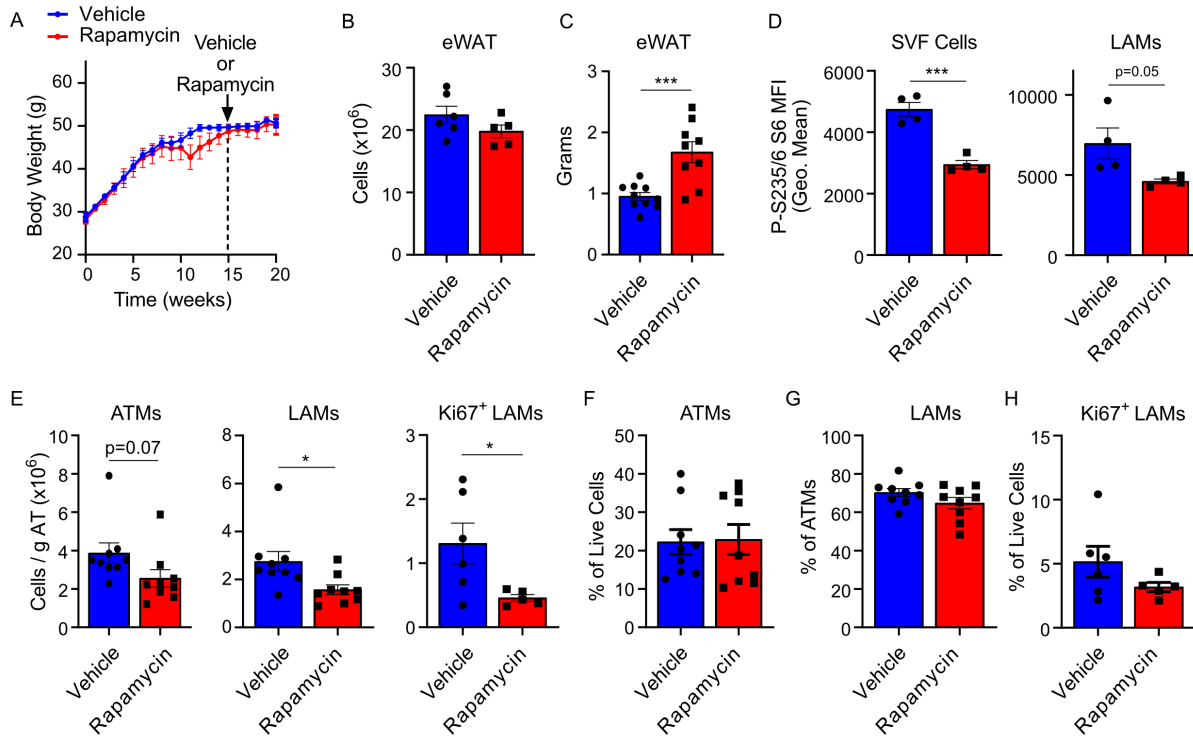 A
Vehicle
Rapamycin
Vehicle
or
Rapamycin
Body Weight (g)
60
50
40
30
20
0
5
10
15
20
Time (weeks)
B
eWAT
Cells (x10⁶)
30
20
10
0
Vehicle
Rapamycin
C
eWAT
***
Grams
3
2
1
0
Vehicle
Rapamycin
D
SVF Cells
***
P-S235/6 S6 MFI
(Geo. Mean)
6000
4000
2000
0
Vehicle
Rapamycin
LAMs
p=0.05
10000
5000
0
Vehicle
Rapamycin
E
ATMs
p=0.07
Cells / g AT (x10⁶)
10
8
6
4
2
0
Vehicle
Rapamycin
LAMs
*
8
6
4
2
0
Vehicle
Rapamycin
Ki67⁺ LAMs
*
3
2
1
0
Vehicle
Rapamycin
F
ATMs
% of Live Cells
50
40
30
20
10
0
Vehicle
Rapamycin
G
LAMs
% of ATMs
100
80
60
40
20
0
Vehicle
Rapamycin
H
Ki67⁺ LAMs
% of Live Cells
15
10
5
0
Vehicle
Rapamycin